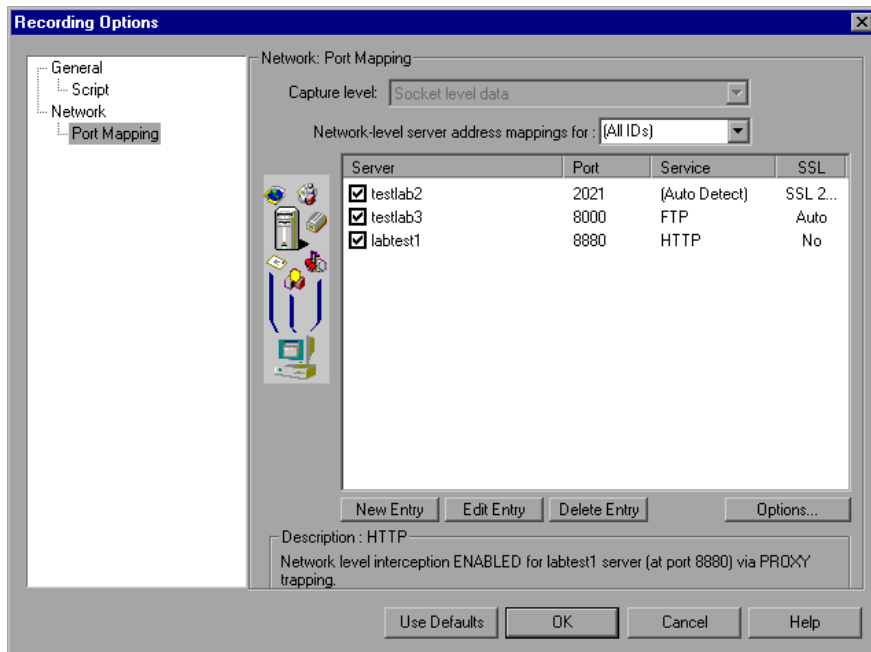 Recording Options
General
Script
Network
Port Mapping
Network: Port Mapping
Capture level: Socket level data
Network-level server address mappings for : (All IDs)
Server Port Service SSL
testlab2 2021 (Auto Detect) SSL 2...
testlab3 8000 FTP Auto
labtest1 8880 HTTP No
New Entry Edit Entry Delete Entry Options...
Description : HTTP
Network level interception ENABLED for labtest1 server (at port 8880) via PROXY
trapping.
Use Defaults OK Cancel Help